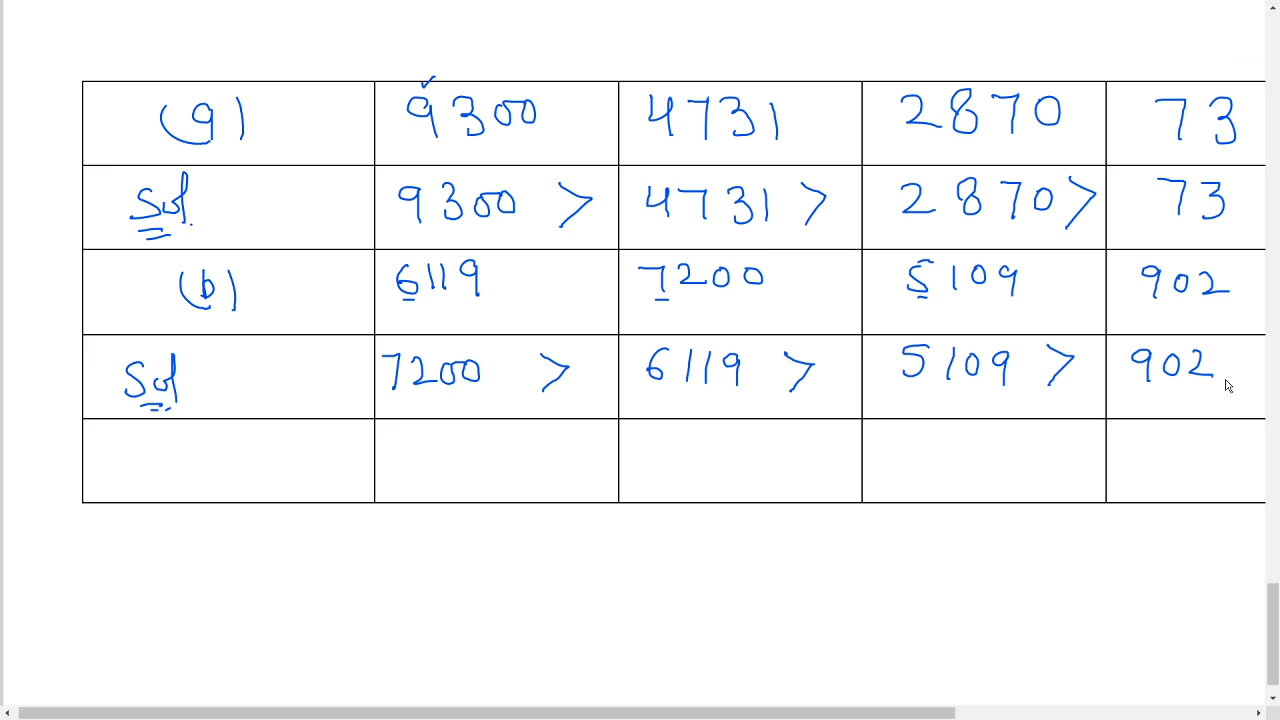 (a) 9300 4731 2870 73
Sol. 9300 > 4731 > 2870 > 73
(b) 6119 7200 5109 902
Sol 7200 > 6119 > 5109 > 902